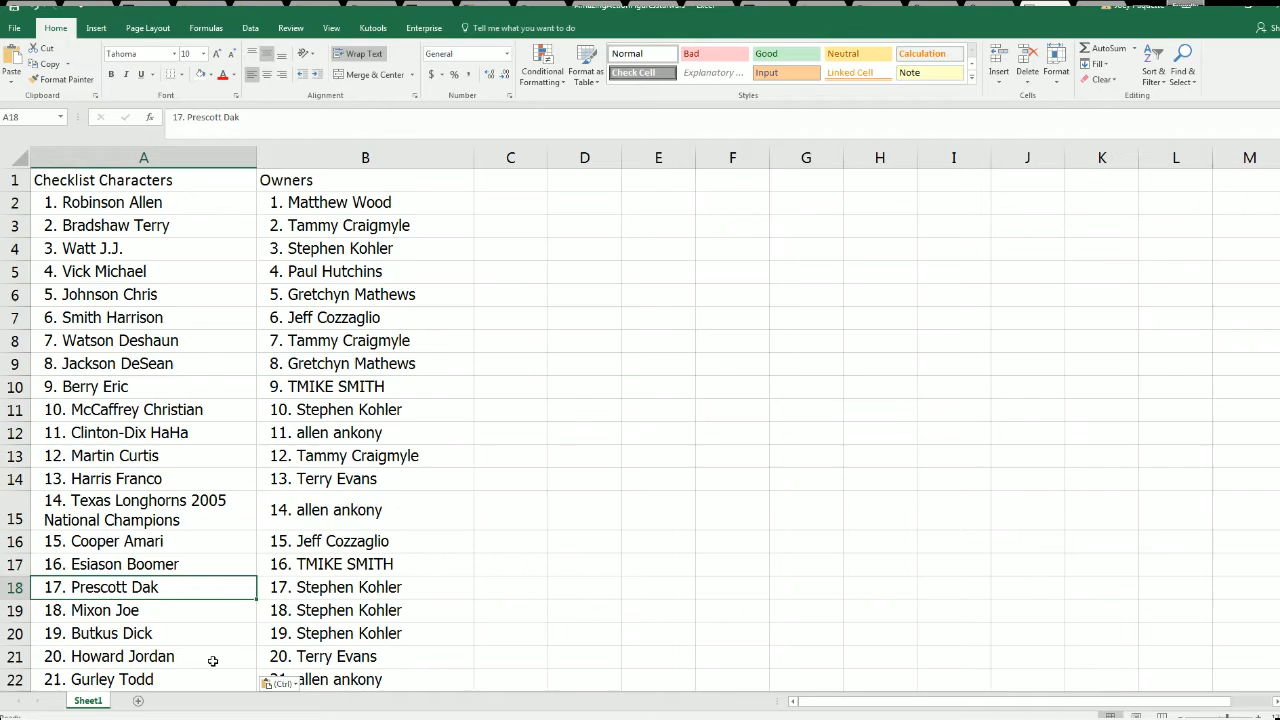 File Home Insert Page Layout Formulas Data Review View Kutools Enterprise Tell me what you want to do
Paste Cut Copy Format Painter Clipboard
Tahoma 10 B I U Font
Wrap Text Merge & Center Alignment
General $ % Number
Conditional Formatting Format as Table
Normal Bad Good Neutral Calculation
Check Cell Explanatory ... Input Linked Cell Note
Styles
Insert Delete Format Cells
AutoSum Fill Clear Sort & Filter Find & Select Editing
A18 fx 17. Prescott Dak
A B C D E F G H I J K L M
1 Checklist Characters Owners
2 1. Robinson Allen 1. Matthew Wood
3 2. Bradshaw Terry 2. Tammy Craigmyle
4 3. Watt J.J. 3. Stephen Kohler
5 4. Vick Michael 4. Paul Hutchins
6 5. Johnson Chris 5. Gretchyn Mathews
7 6. Smith Harrison 6. Jeff Cozzaglio
8 7. Watson Deshaun 7. Tammy Craigmyle
9 8. Jackson DeSean 8. Gretchyn Mathews
10 9. Berry Eric 9. TMIKE SMITH
11 10. McCaffrey Christian 10. Stephen Kohler
12 11. Clinton-Dix HaHa 11. allen ankony
13 12. Martin Curtis 12. Tammy Craigmyle
14 13. Harris Franco 13. Terry Evans
15 14. Texas Longhorns 2005 National Champions 14. allen ankony
16 15. Cooper Amari 15. Jeff Cozzaglio
17 16. Esiason Boomer 16. TMIKE SMITH
18 17. Prescott Dak 17. Stephen Kohler
19 18. Mixon Joe 18. Stephen Kohler
20 19. Butkus Dick 19. Stephen Kohler
21 20. Howard Jordan 20. Terry Evans
22 21. Gurley Todd allen ankony
(Ctrl)
Sheet1